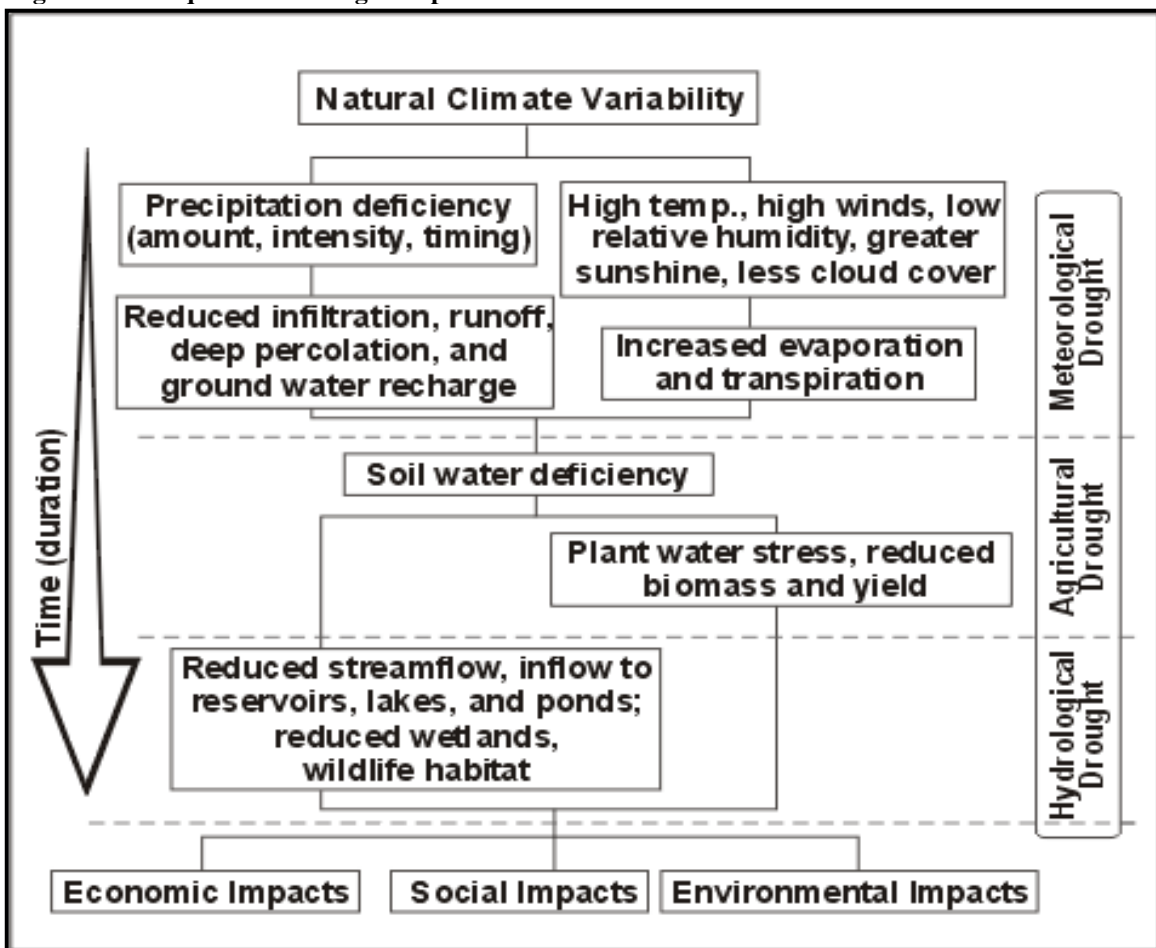 Natural Climate Variability
Precipitation deficiency
(amount, intensity, timing)
High temp., high winds, low
relative humidity, greater
sunshine, less cloud cover
Reduced infiltration, runoff,
deep percolation, and
ground water recharge
Increased evaporation
and transpiration
Meteorological
Drought
Soil water deficiency
Plant water stress, reduced
biomass and yield
Agricultural
Drought
Time (duration)
Reduced streamflow, inflow to
reservoirs, lakes, and ponds;
reduced wetlands,
wildlife habitat
Hydrological
Drought
Economic Impacts
Social Impacts
Environmental Impacts